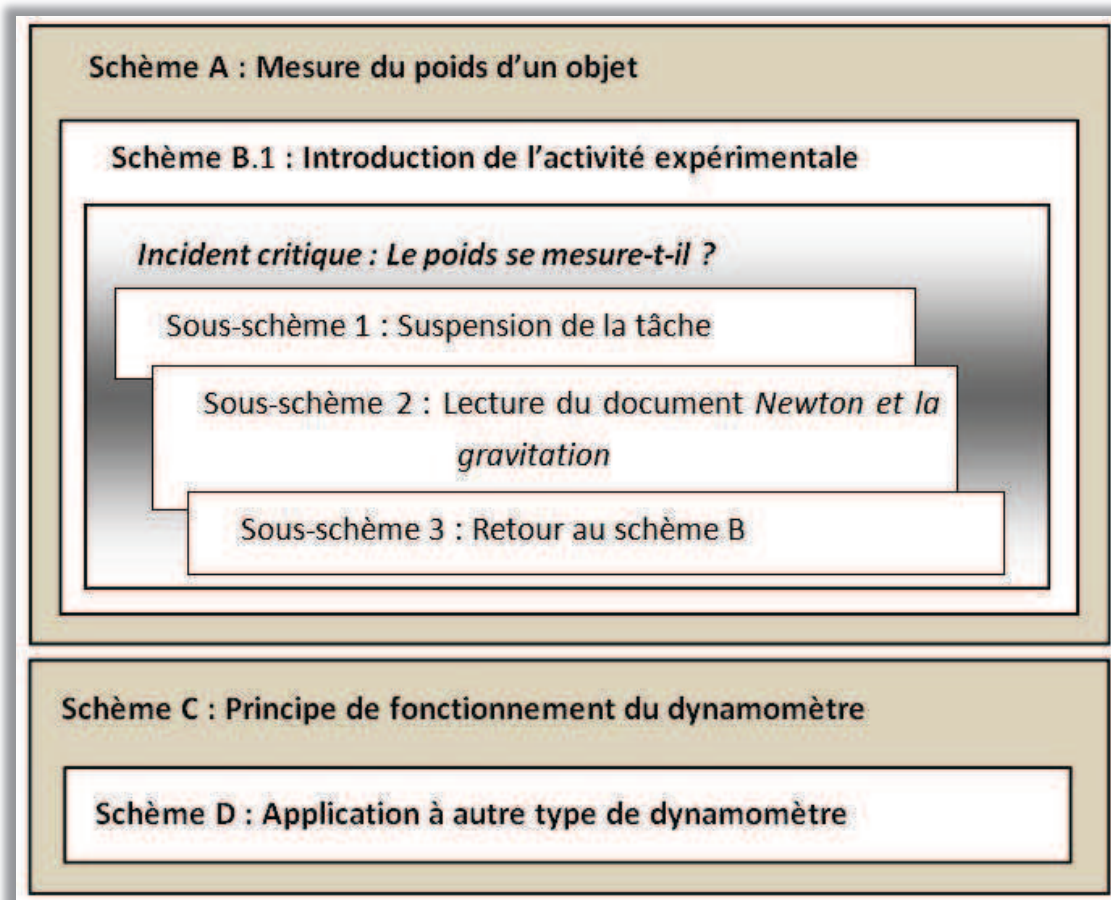 Schème A : Mesure du poids d’un objet
Schème B.1 : Introduction de l’activité expérimentale
Incident critique : Le poids se mesure-t-il ?
Sous-schème 1 : Suspension de la tâche
Sous-schème 2 : Lecture du document Newton et la
gravitation
Sous-schème 3 : Retour au schème B
Schème C : Principe de fonctionnement du dynamomètre
Schème D : Application à autre type de dynamomètre